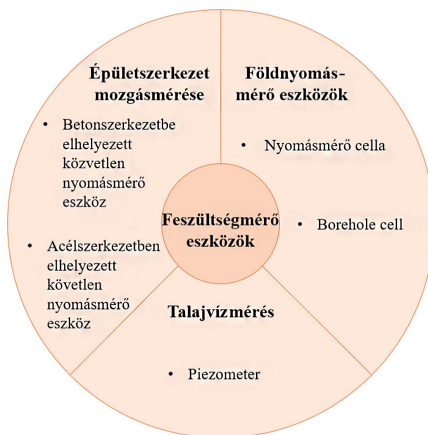 Épületszerkezet
mozgásmérése
• Betonszerkezetbe
elhelyezett
közvetlen
nyomásmérő
eszköz
• Acélszerkezetben
elhelyezett
követlen
nyomásmérő
eszköz
Földnyomás-
mérő eszközök
• Nyomásmérő cella
• Borehole cell
Feszültségmérő
eszközök
Talajvízmérés
• Piezometer